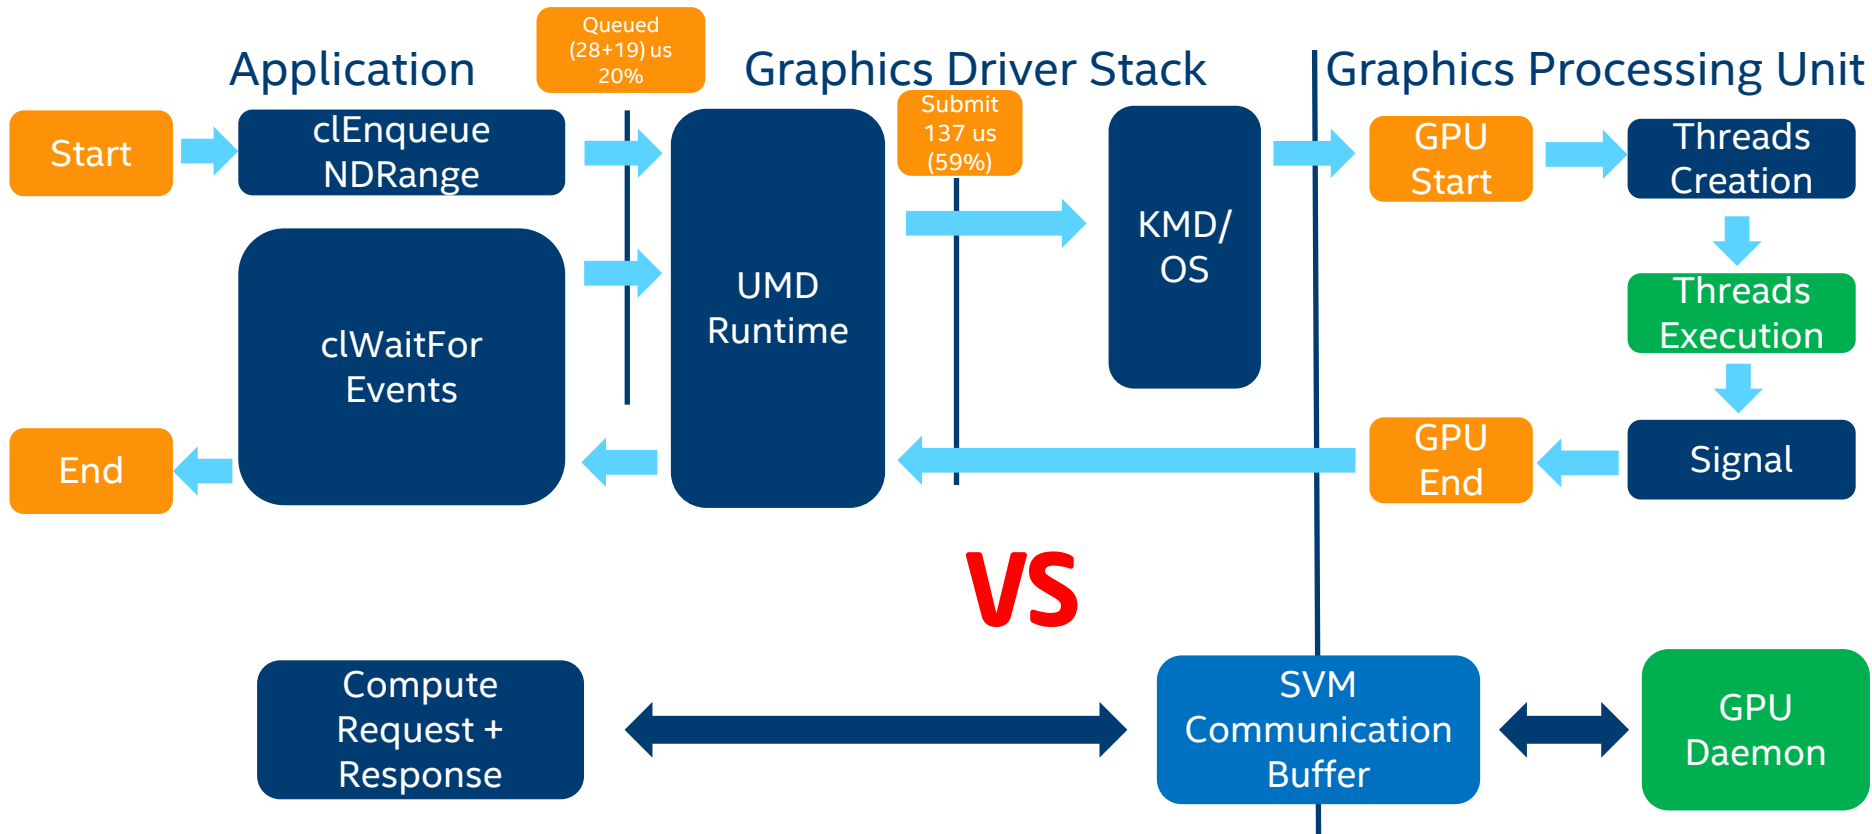 Queued
(28+19) us
20%
Application
Graphics Driver Stack
Graphics Processing Unit
Submit
137 us
(59%)
Start
clEnqueue
NDRange
GPU
Start
Threads
Creation
UMD
Runtime
KMD/
OS
Threads
Execution
clWaitFor
Events
End
GPU
End
Signal
VS
Compute
Request +
Response
SVM
Communication
Buffer
GPU
Daemon